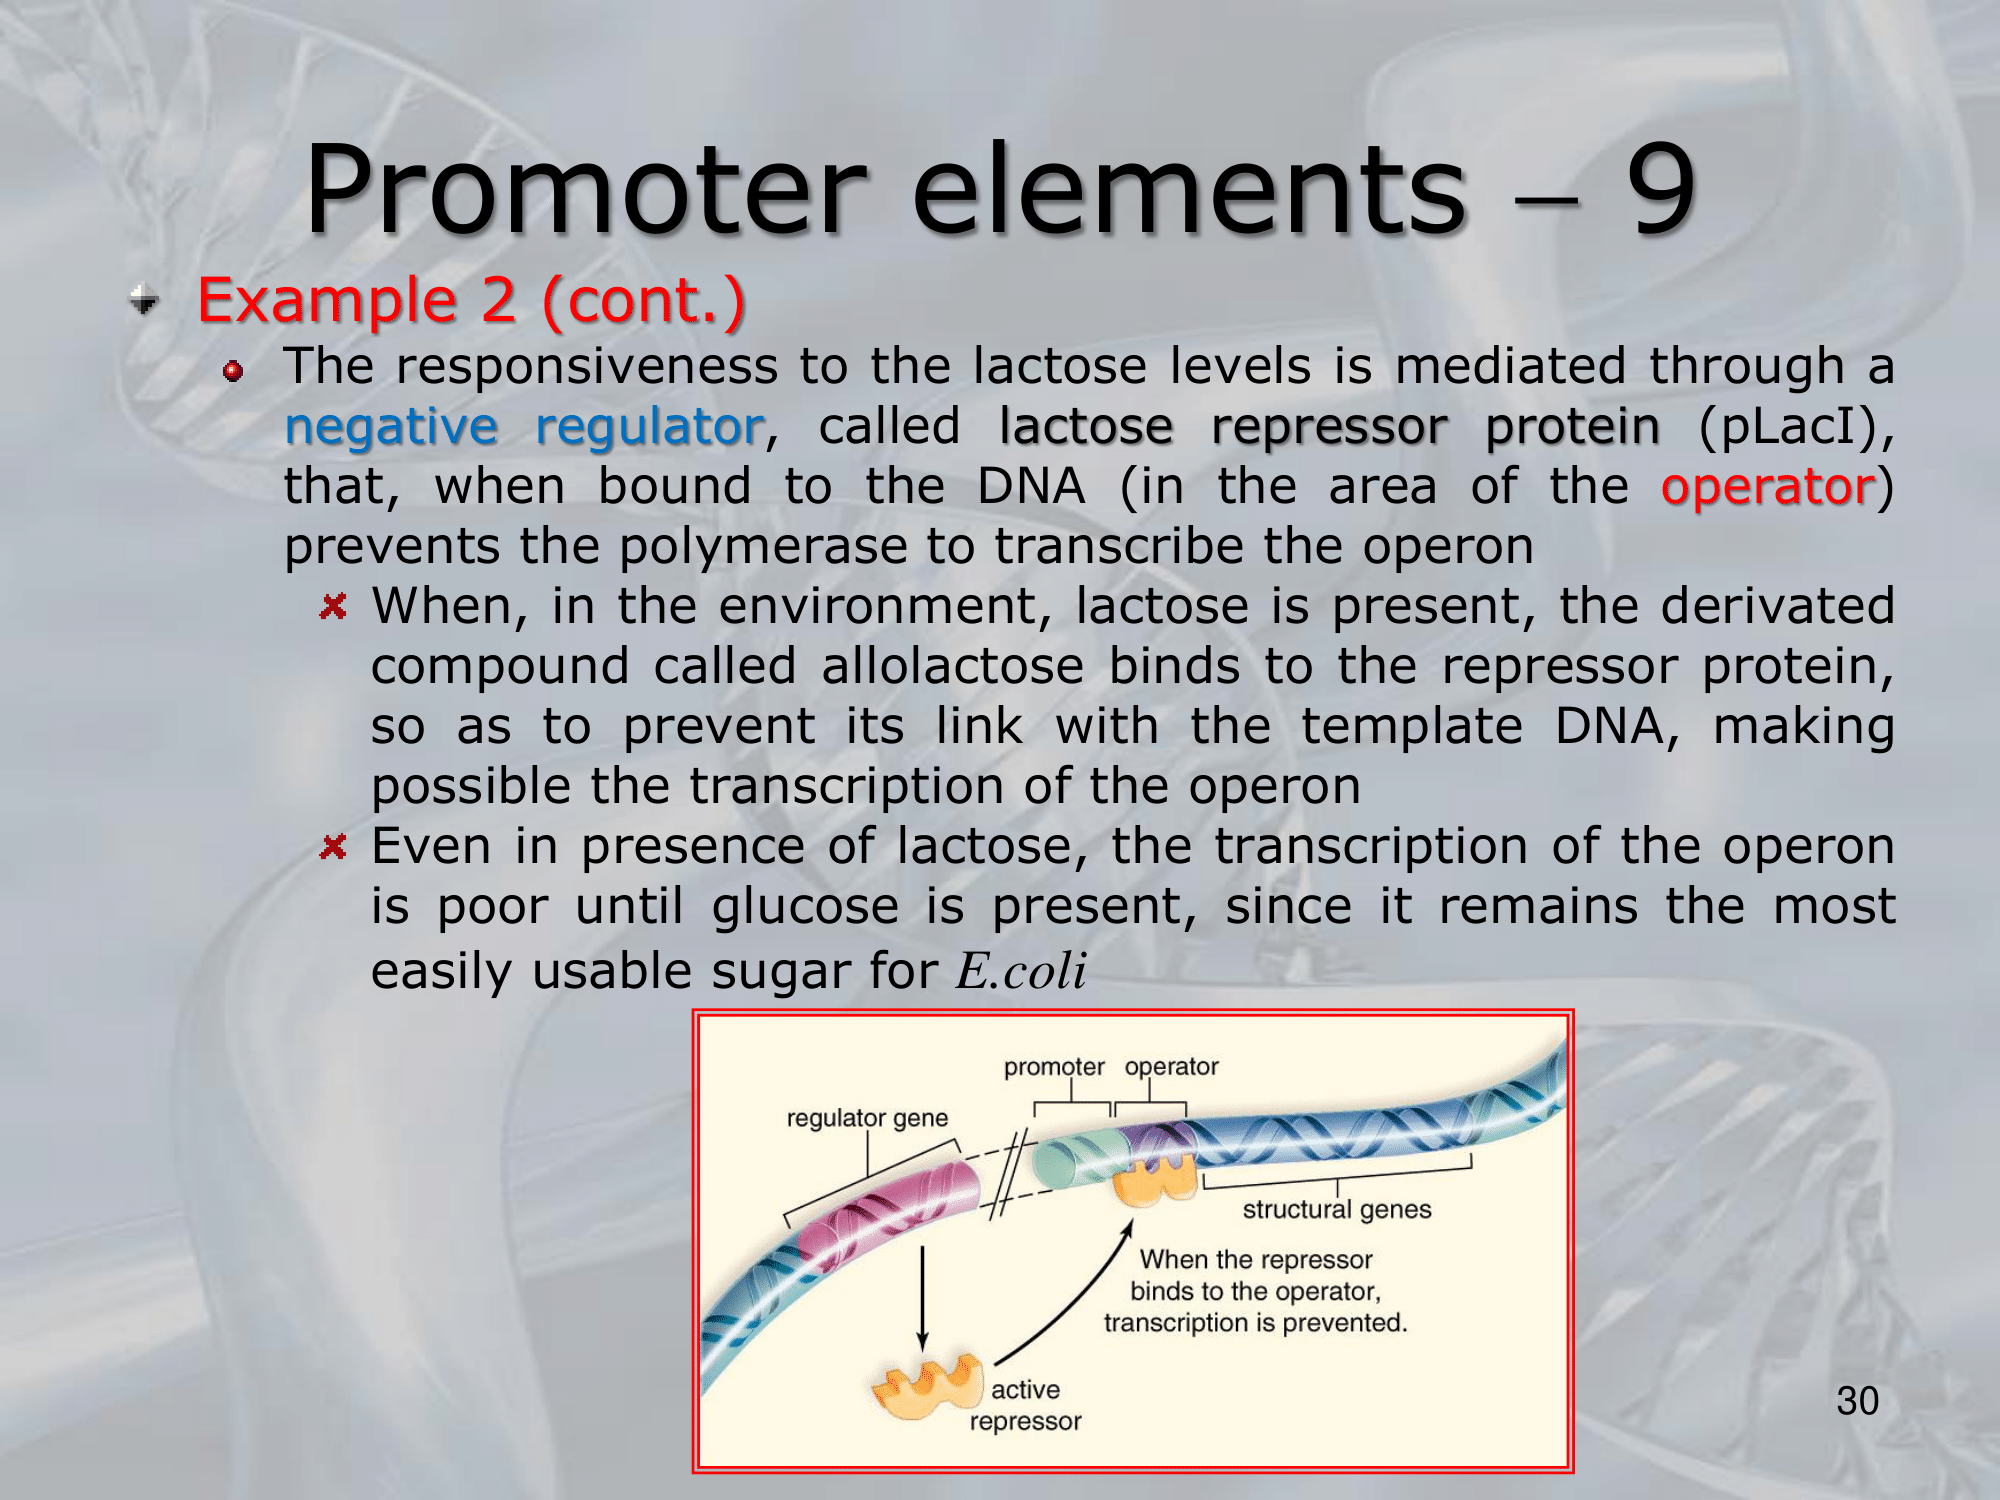 Promoter elements – 9
Example 2 (cont.)
The responsiveness to the lactose levels is mediated through a
negative regulator, called lactose repressor protein (pLacI),
that, when bound to the DNA (in the area of the operator)
prevents the polymerase to transcribe the operon
When, in the environment, lactose is present, the derivated
compound called allolactose binds to the repressor protein,
so as to prevent its link with the template DNA, making
possible the transcription of the operon
Even in presence of lactose, the transcription of the operon
is poor until glucose is present, since it remains the most
easily usable sugar for E.coli
promoter operator
regulator gene
structural genes
When the repressor
binds to the operator,
transcription is prevented.
active
repressor
30